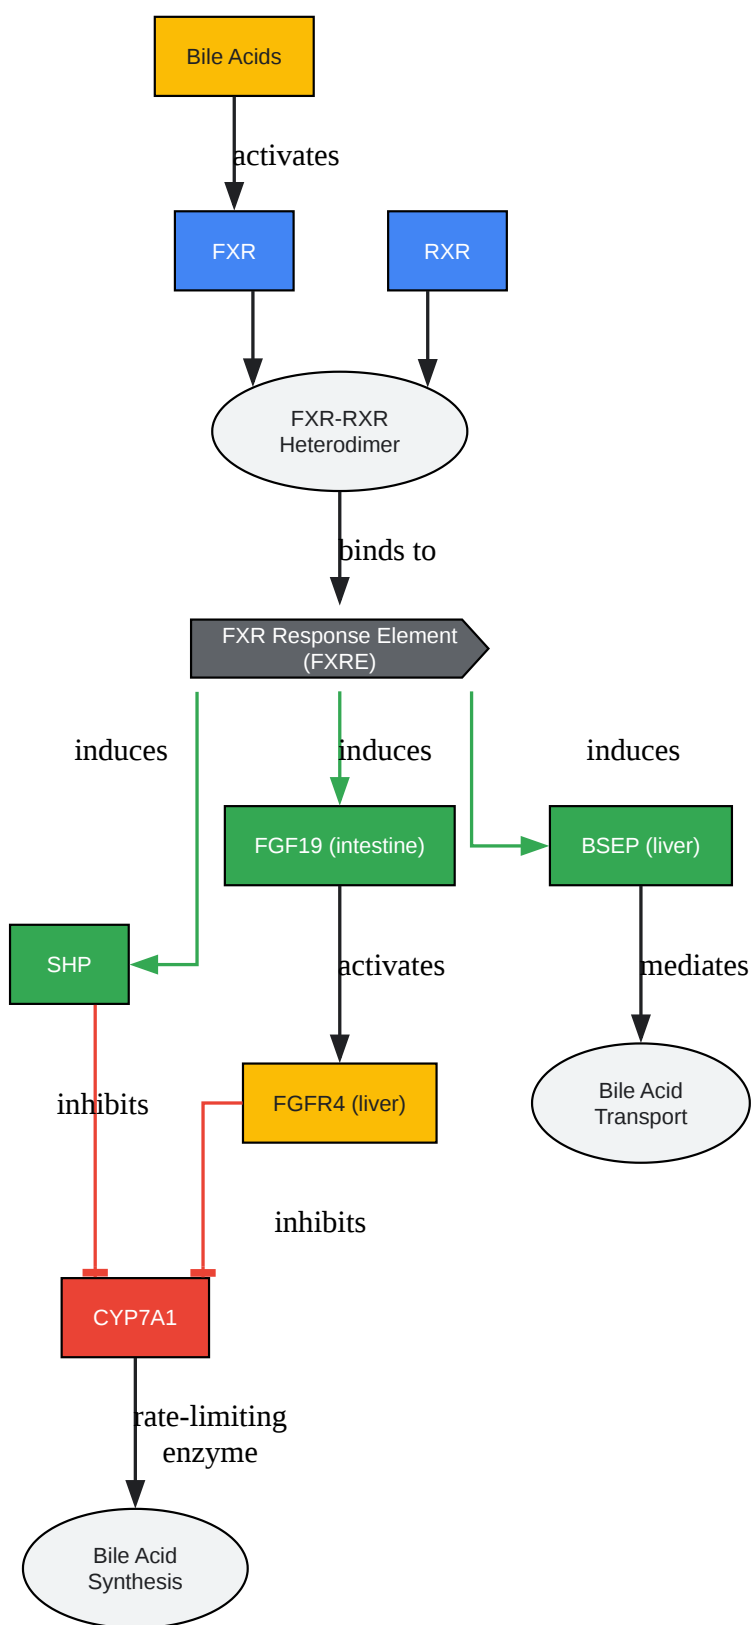 Bile Acids
activates
FXR
RXR
FXR-RXR
Heterodimer
binds to
FXR Response Element
(FXRE)
induces
induces
induces
FGF19 (intestine)
BSEP (liver)
SHP
activates
mediates
inhibits
FGFR4 (liver)
Bile Acid
Transport
inhibits
CYP7A1
rate-limiting
enzyme
Bile Acid
Synthesis